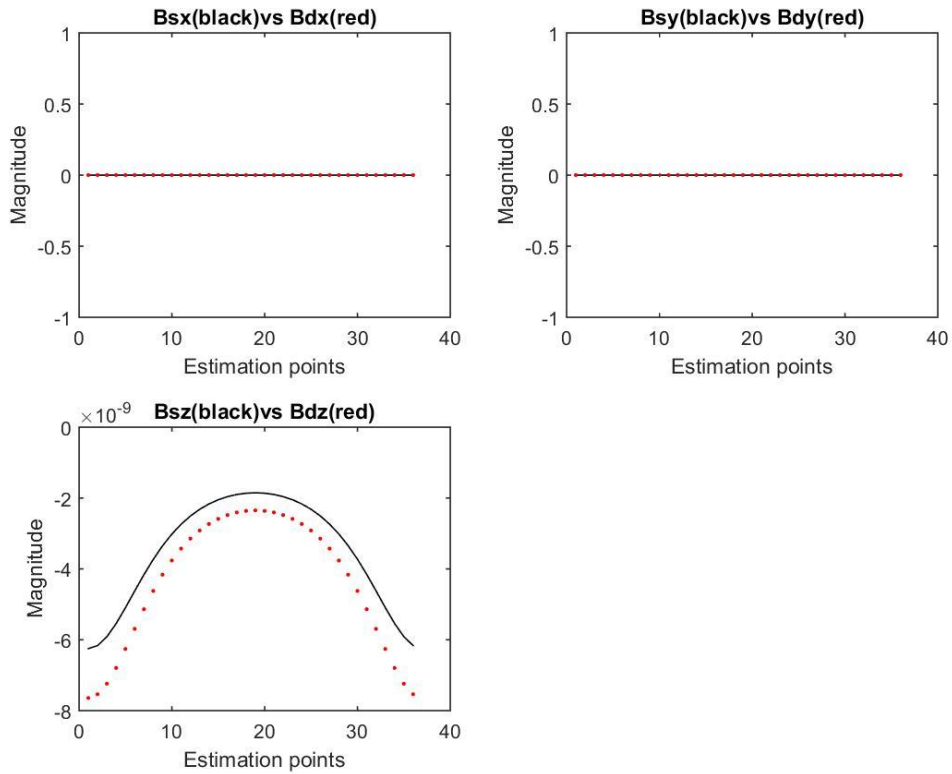 Bsx(black)vs Bdx(red)
1
0.5
0
-0.5
-1
Magnitude
0 10 20 30 40
Estimation points
Bsy(black)vs Bdy(red)
1
0.5
0
-0.5
-1
Magnitude
0 10 20 30 40
Estimation points
×10⁻⁹ Bsz(black)vs Bdz(red)
0
-2
-4
-6
-8
Magnitude
0 10 20 30 40
Estimation points